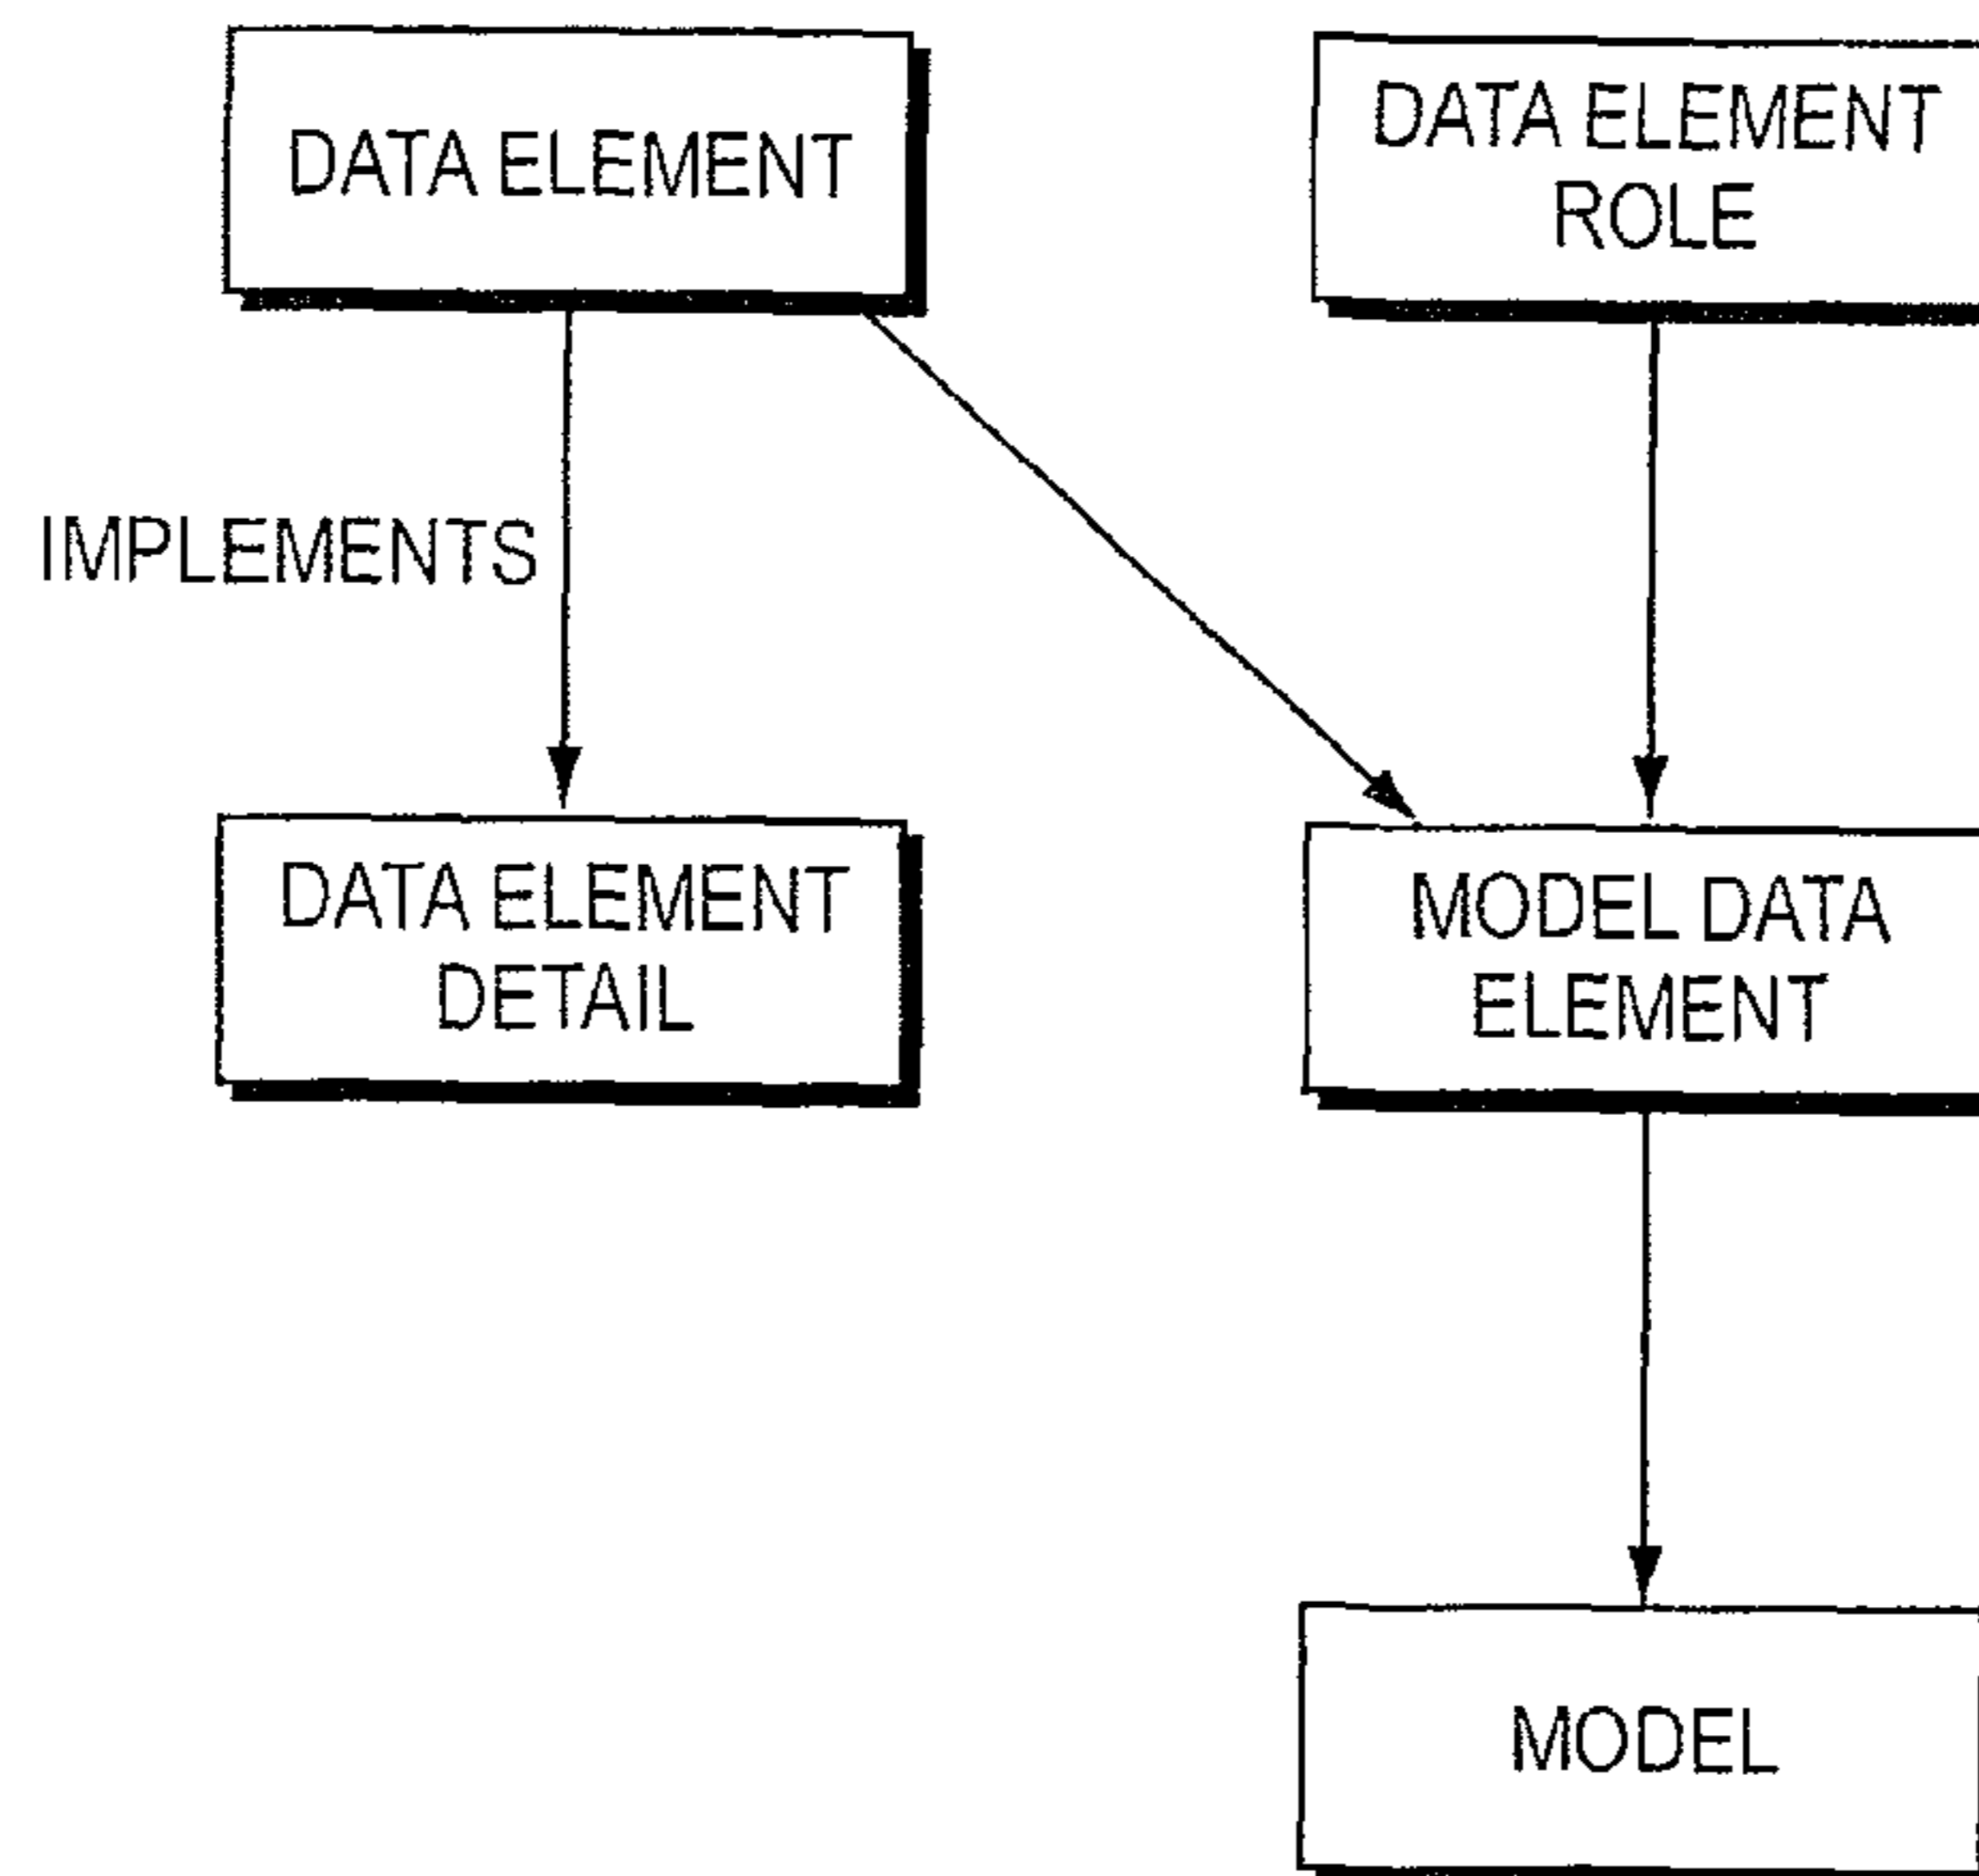 DATA ELEMENT
DATA ELEMENT
ROLE
IMPLEMENTS
DATA ELEMENT
DETAIL
MODEL DATA
ELEMENT
MODEL